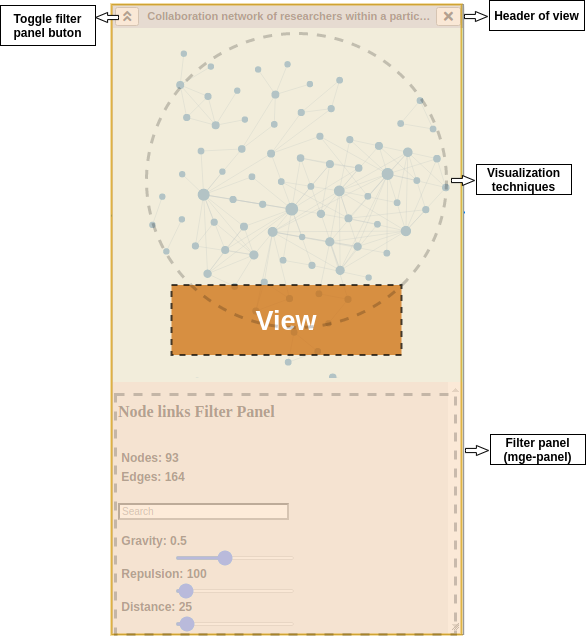 Toggle filter
panel buton
Collaboration network of researchers within a partic...
Header of view
Visualization
techniques
View
Node links Filter Panel
Nodes: 93
Edges: 164
Filter panel
(mge-panel)
Search
Gravity: 0.5
Repulsion: 100
Distance: 25